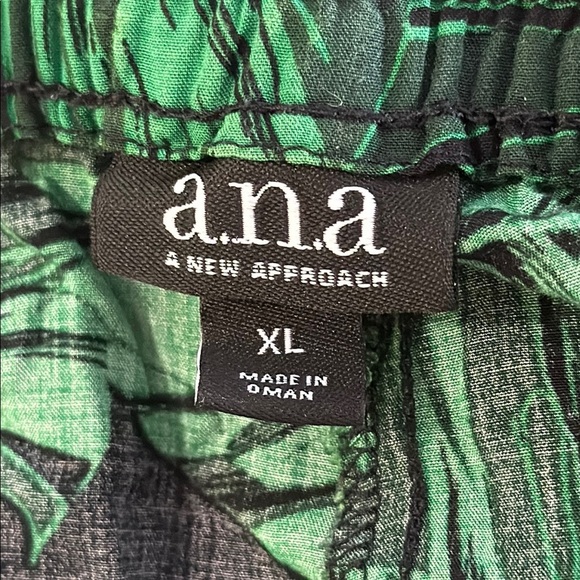 a.n.a
A NEW APPROACH
XL
MADE IN
OMAN